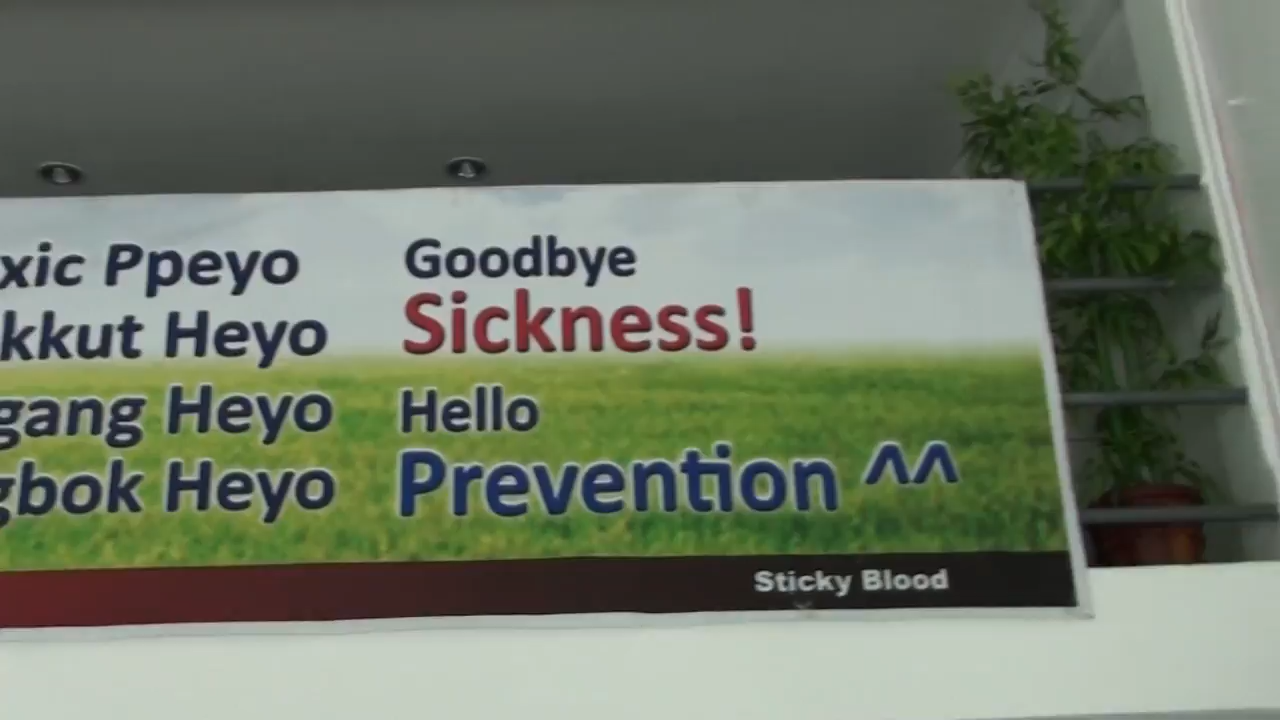 xic Ppeyo
kkut Heyo
gang Heyo
gbok Heyo
Goodbye
Sickness!
Hello
Prevention ^^
Sticky Blood